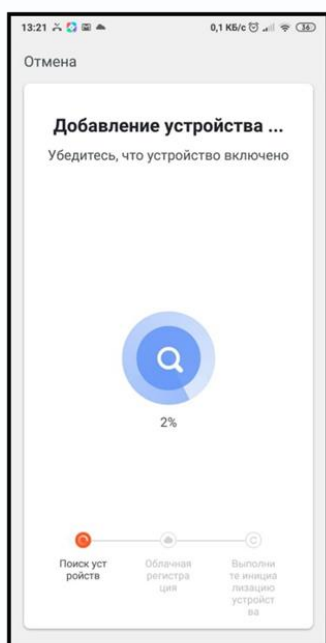 13:21 0,1 КБ/с 36
Отмена
Добавление устройства ...
Убедитесь, что устройство включено
2%
Поиск уст
ройств
Облачная
регистра
ция
Выполни
те инициа
лизацию
устройст
ва